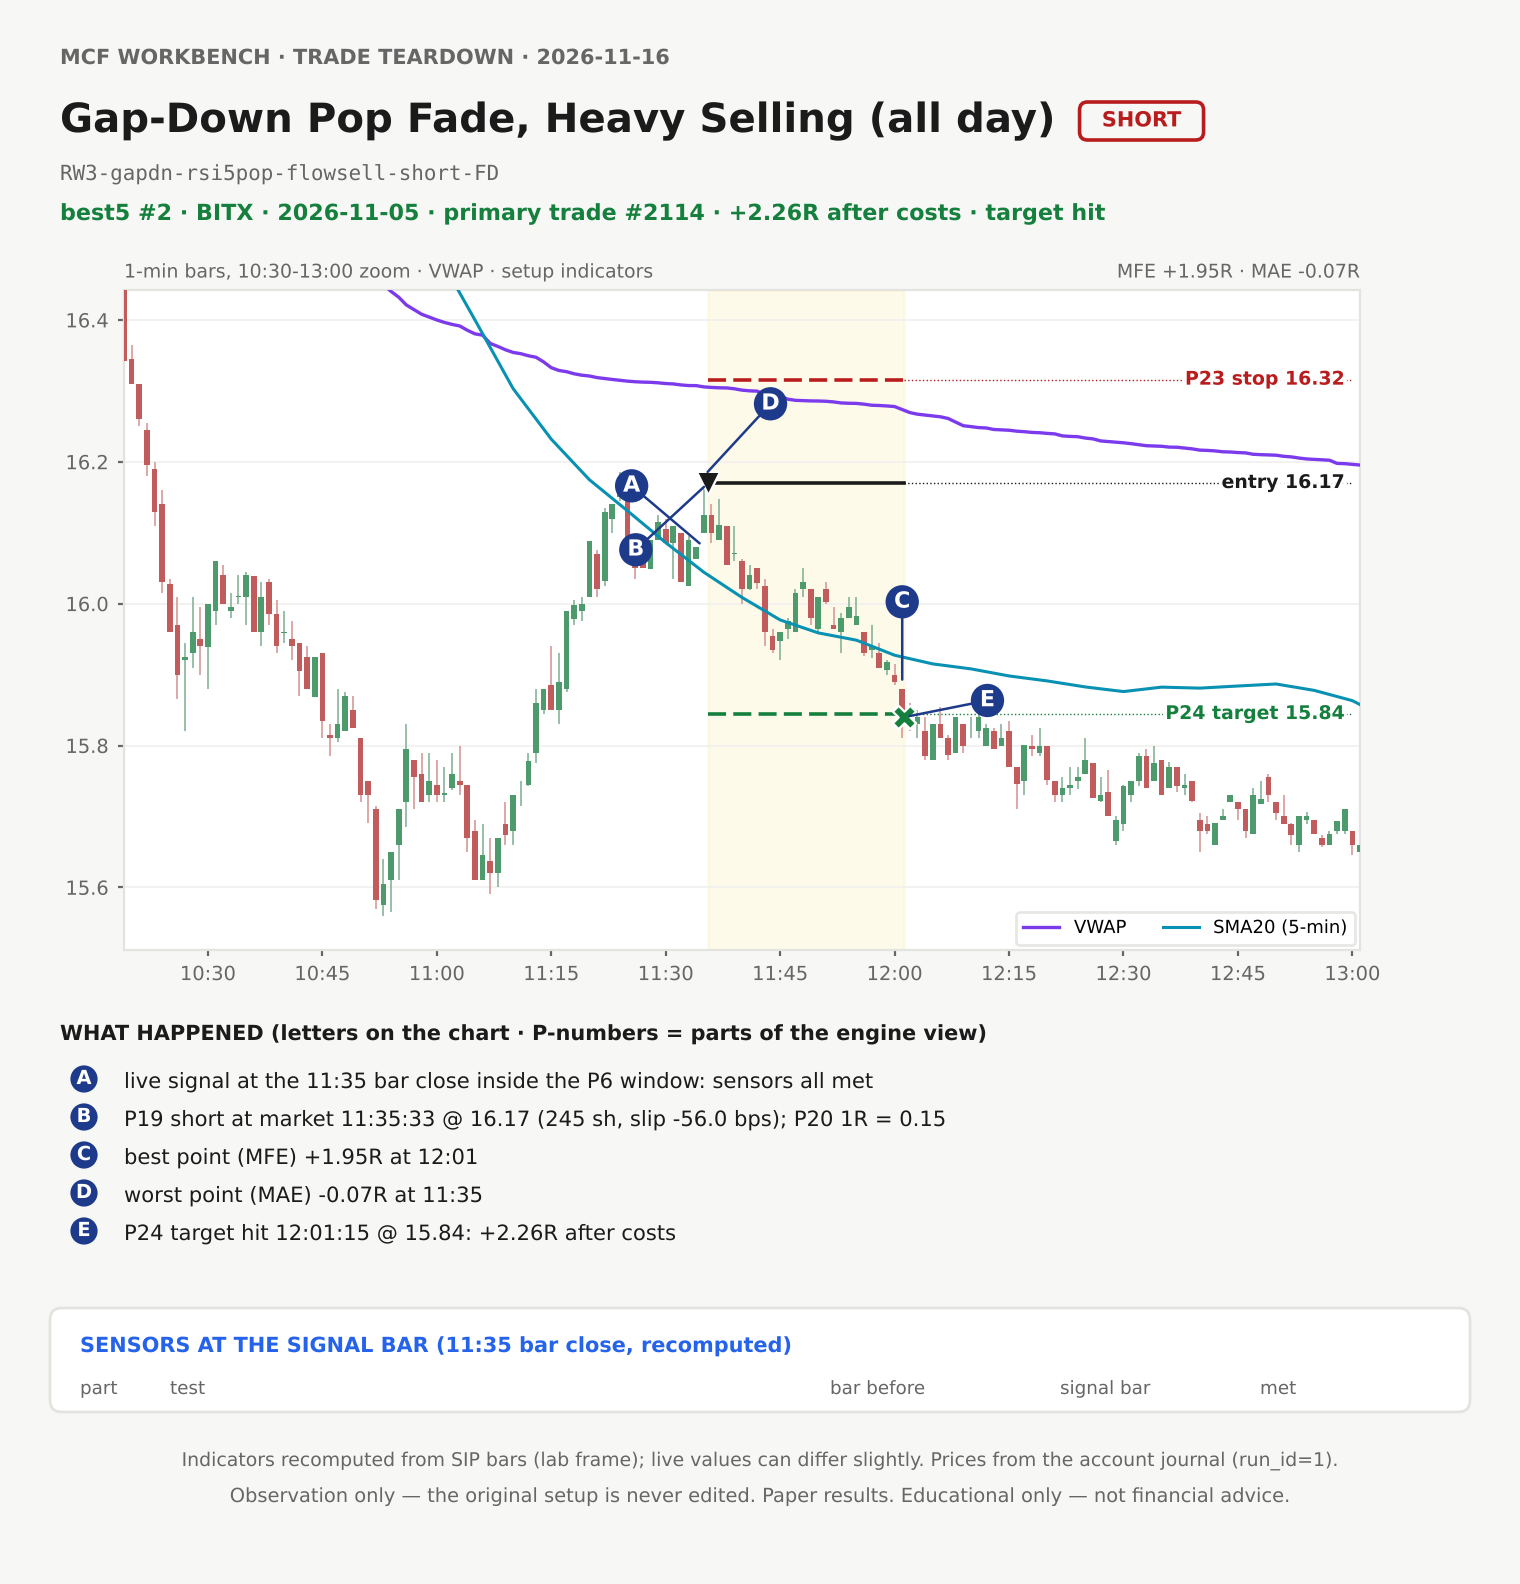 MCF WORKBENCH · TRADE TEARDOWN · 2026-11-16
Gap-Down Pop Fade, Heavy Selling (all day) SHORT
RW3-gapdn-rsi5pop-flowsell-short-FD
best5 #2 · BITX · 2026-11-05 · primary trade #2114 · +2.26R after costs · target hit
1-min bars, 10:30-13:00 zoom · VWAP · setup indicators MFE +1.95R · MAE -0.07R
16.4
P23 stop 16.32
D
16.2
A
entry 16.17
B
16.0
C
E
P24 target 15.84
15.8
15.6
VWAP SMA20 (5-min)
10:30 10:45 11:00 11:15 11:30 11:45 12:00 12:15 12:30 12:45 13:00
WHAT HAPPENED (letters on the chart · P-numbers = parts of the engine view)
A live signal at the 11:35 bar close inside the P6 window: sensors all met
B P19 short at market 11:35:33 @ 16.17 (245 sh, slip -56.0 bps); P20 1R = 0.15
C best point (MFE) +1.95R at 12:01
D worst point (MAE) -0.07R at 11:35
E P24 target hit 12:01:15 @ 15.84: +2.26R after costs
SENSORS AT THE SIGNAL BAR (11:35 bar close, recomputed)
part test bar before signal bar met
Indicators recomputed from SIP bars (lab frame); live values can differ slightly. Prices from the account journal (run_id=1).
Observation only — the original setup is never edited. Paper results. Educational only — not financial advice.